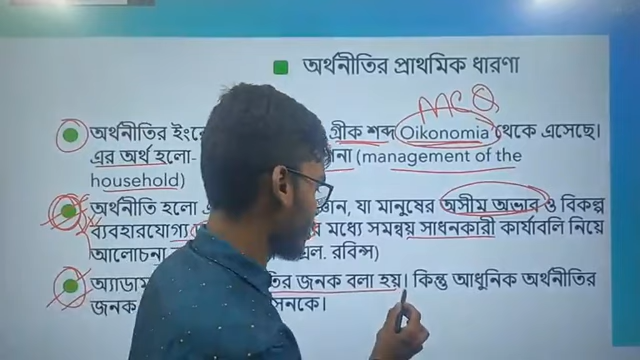 অর্থনীতির প্রাথমিক ধারণা
MCQ
অর্থনীতির গ্রীক শব্দ Oikonomia থেকে এসেছে।
এর অর্থ হলো- (management of the
household)
অর্থনীতি হলো যা মানুষের অসীম অভাব ও বিকল্প
ব্যবহারযোগ্য মধ্যে সমন্বয় সাধনকারী কার্যাবলি নিয়ে
আলোচনা রবিন্স)
জনক বলা হয়। কিন্তু আধুনিক অর্থনীতির
জনক